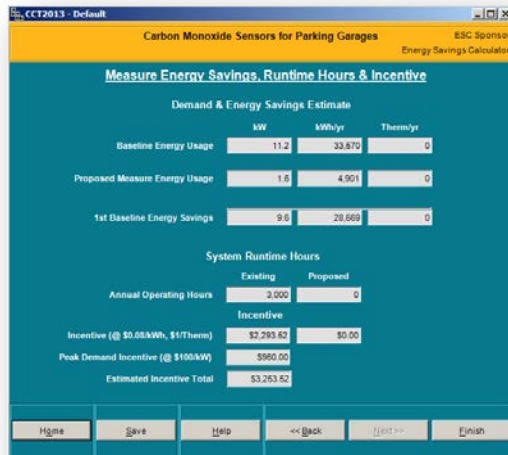 CCT2013 - Default
Carbon Monoxide Sensors for Parking Garages
ESC Sponsor
Energy Savings Calculator
Measure Energy Savings, Runtime Hours & Incentive
Demand & Energy Savings Estimate
kW kWh/yr Therm/yr
Baseline Energy Usage 11.2 33,570 0
Proposed Measure Energy Usage 1.6 4,901 0
1st Baseline Energy Savings 9.6 28,669 0
System Runtime Hours
Existing Proposed
Annual Operating Hours 3,000 0
Incentive
Incentive (@ $0.08/kWh, $1/Therm) $2,293.52 $0.00
Peak Demand Incentive (@ $100/kW) $960.00
Estimated Incentive Total $3,253.52
Home Save Help << Back Next >> Finish